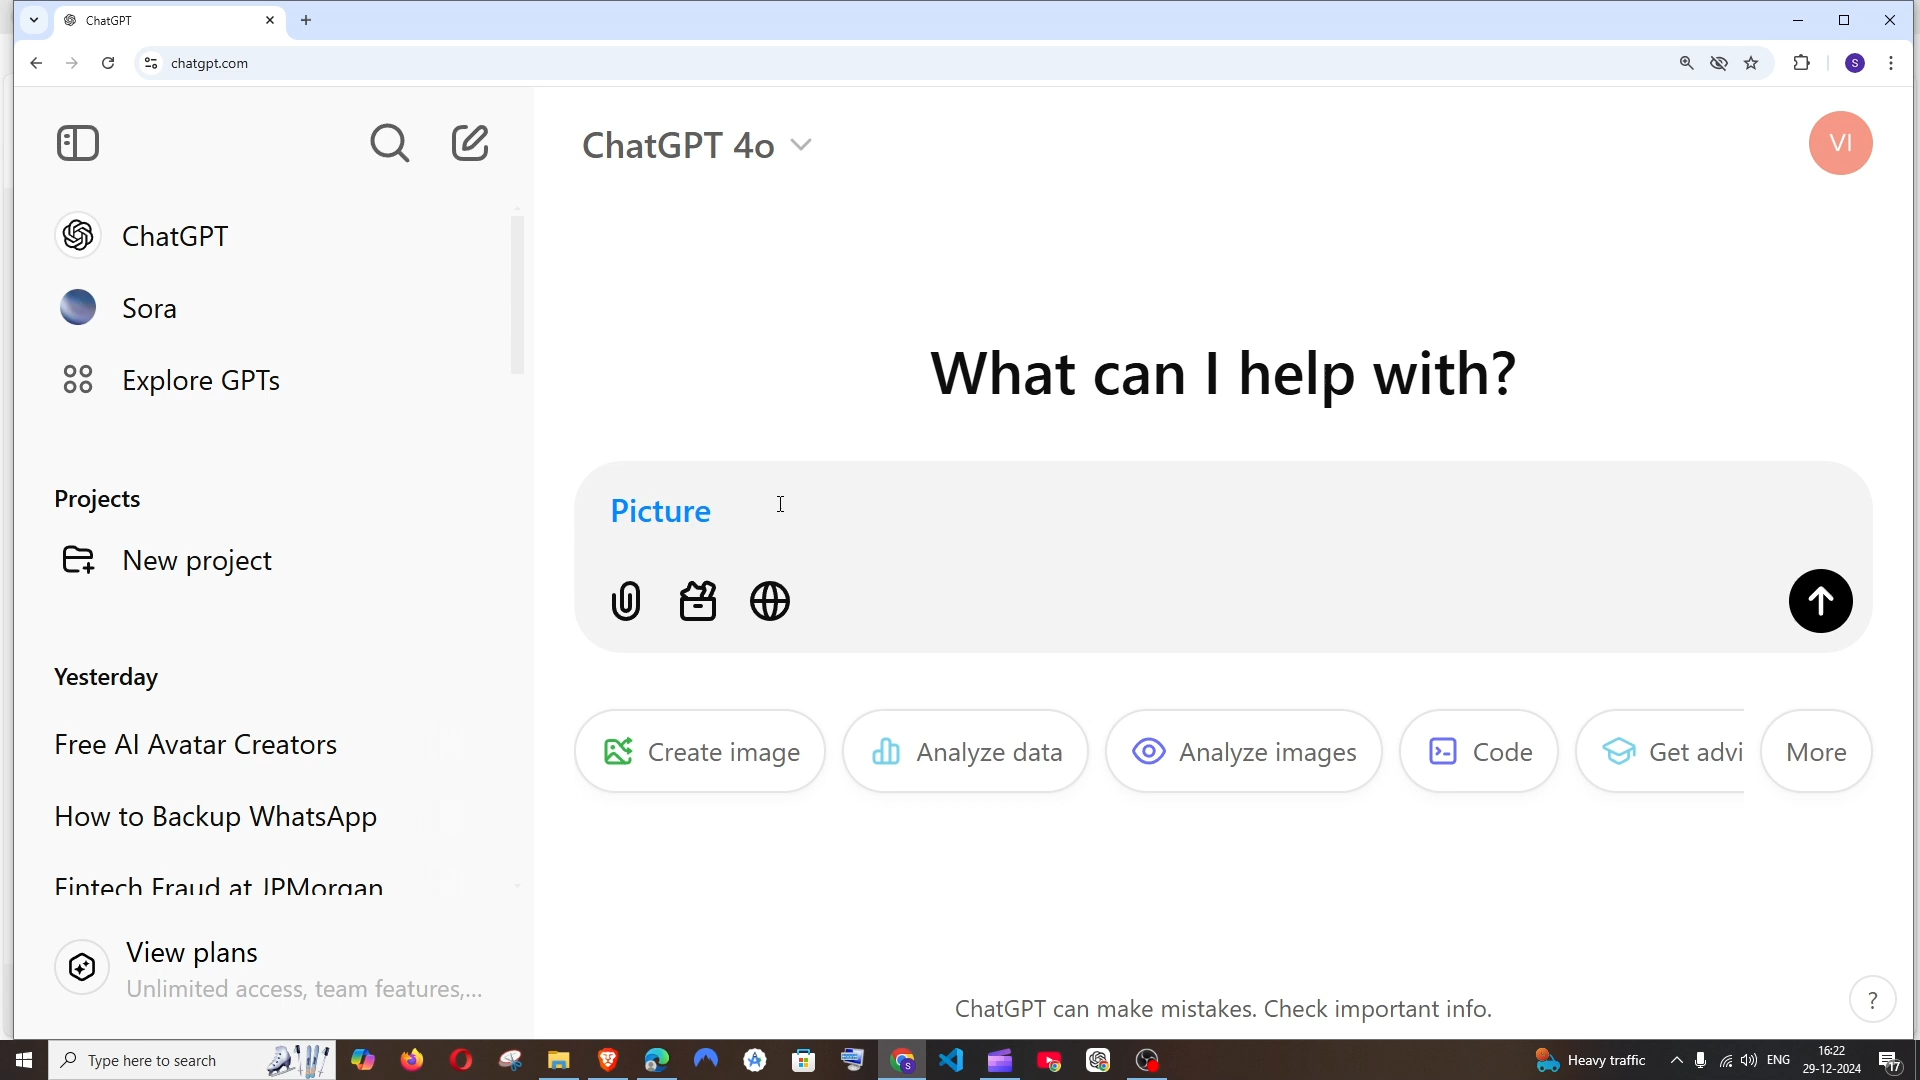 ChatGPT
chatgpt.com
S
ChatGPT 4o
VI
ChatGPT
Sora
Explore GPTs
What can I help with?
Projects
Picture
New project
Yesterday
Create image
Analyze data
Analyze images
Code
Get advi
More
Free AI Avatar Creators
How to Backup WhatsApp
Fintech Fraud at JPMorgan
View plans
Unlimited access, team features,...
ChatGPT can make mistakes. Check important info.
?
Type here to search
Heavy traffic
ENG
16:22
29-12-2024
17